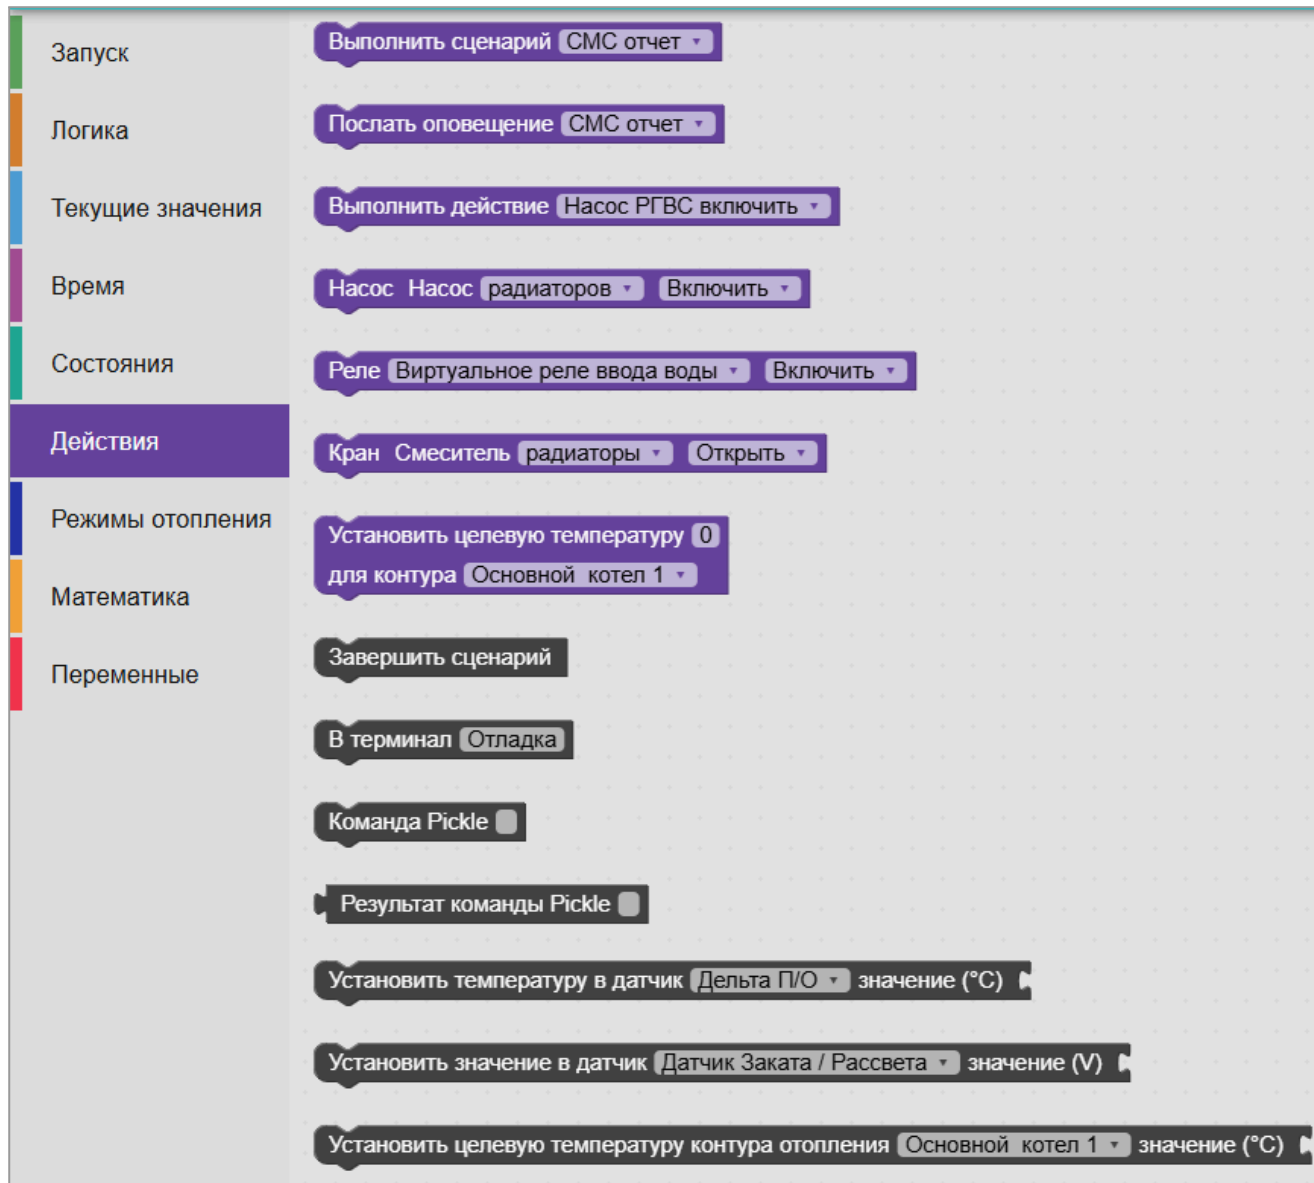 Запуск
Логика
Текущие значения
Время
Состояния
Действия
Режимы отопления
Математика
Переменные
Выполнить сценарий СМС отчет
Послать оповещение СМС отчет
Выполнить действие Насос РГВС включить
Насос Насос радиаторов Включить
Реле Виртуальное реле ввода воды Включить
Кран Смеситель радиаторы Открыть
Установить целевую температуру 0
для контура Основной котел 1
Завершить сценарий
В терминал Отладка
Команда Pickle
Результат команды Pickle
Установить температуру в датчик Дельта П/О значение (°C)
Установить значение в датчик Датчик Заката / Рассвета значение (V)
Установить целевую температуру контура отопления Основной котел 1 значение (°C)